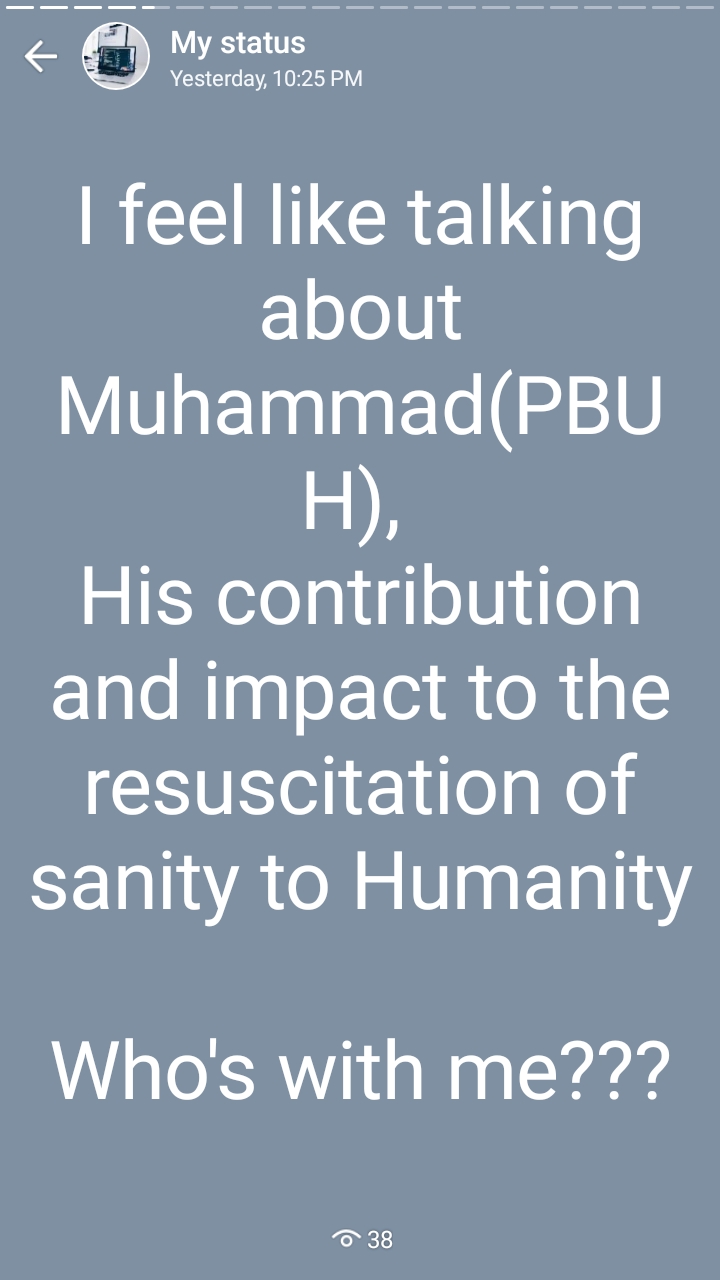 My status
Yesterday, 10:25 PM
I feel like talking
about
Muhammad(PBU
H),
His contribution
and impact to the
resuscitation of
sanity to Humanity
Who's with me???
38